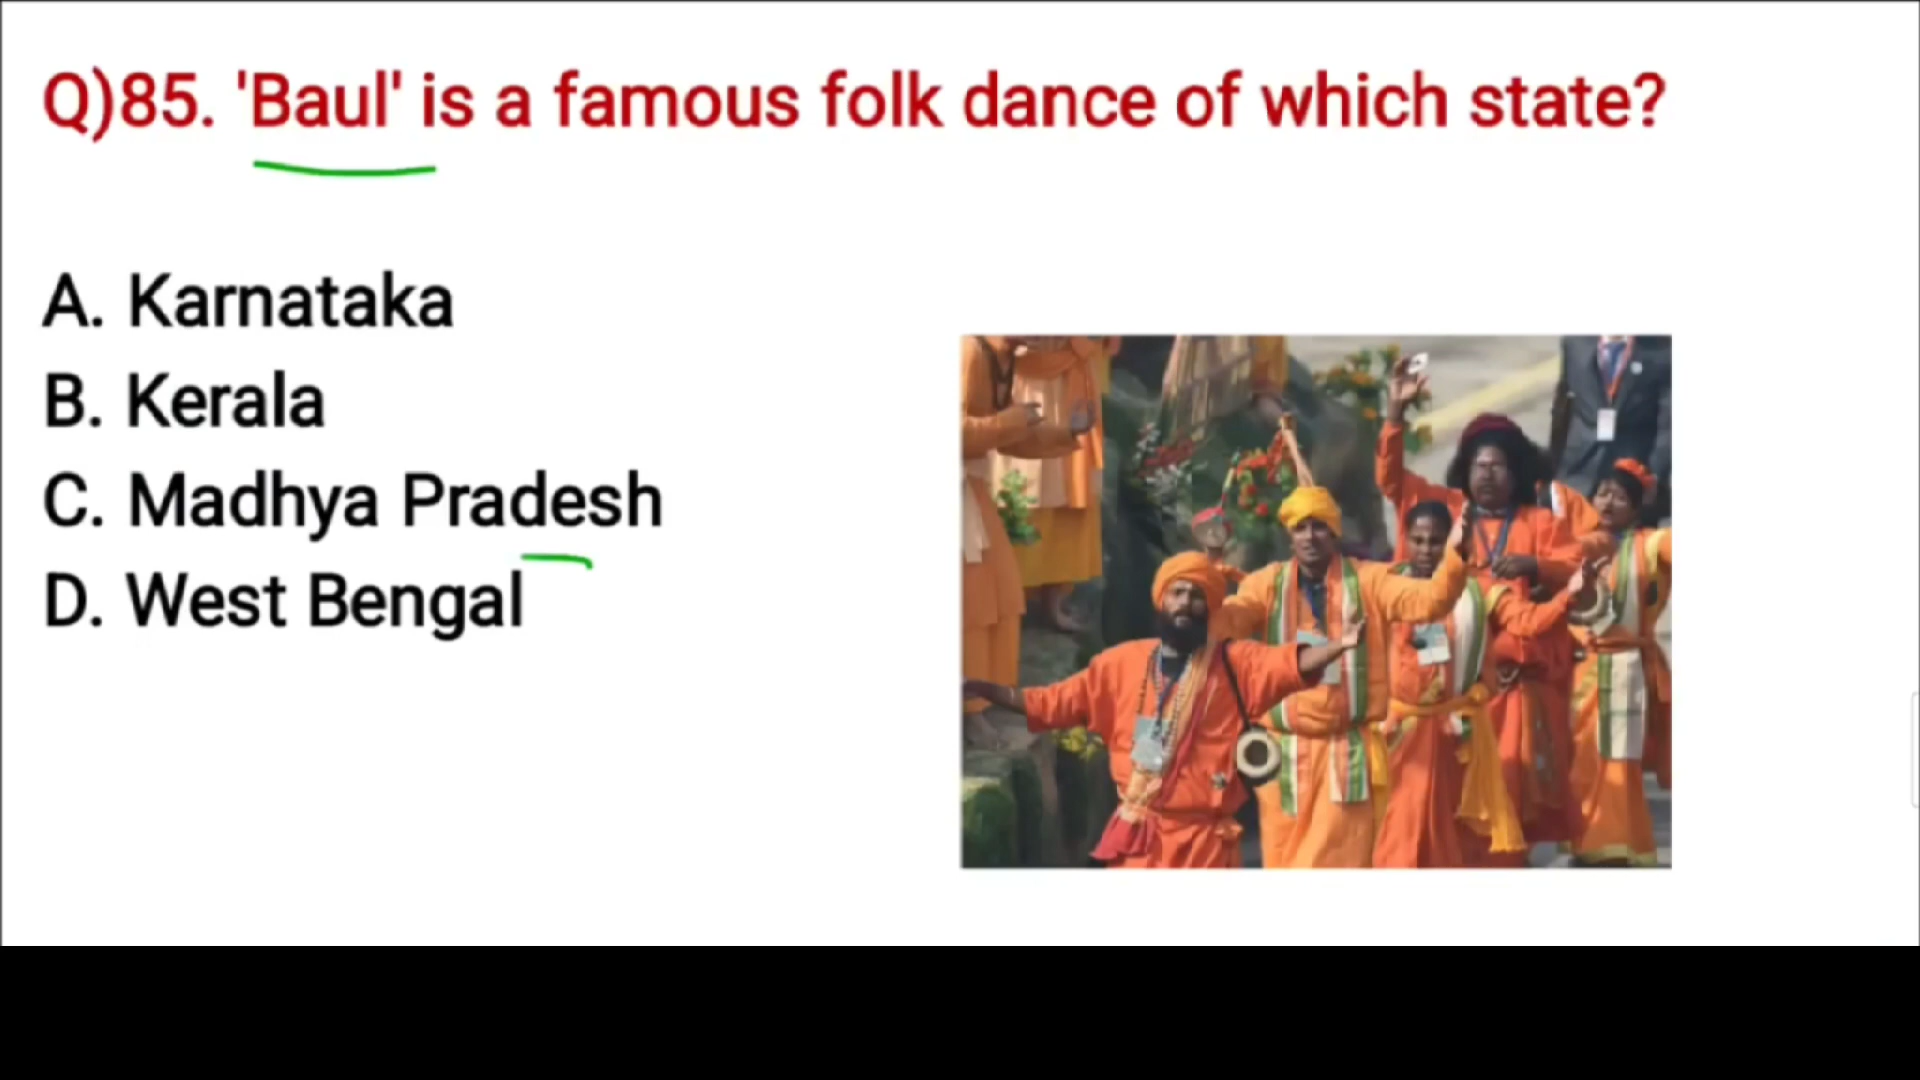 Q)85. 'Baul' is a famous folk dance of which state?
A. Karnataka
B. Kerala
C. Madhya Pradesh
D. West Bengal